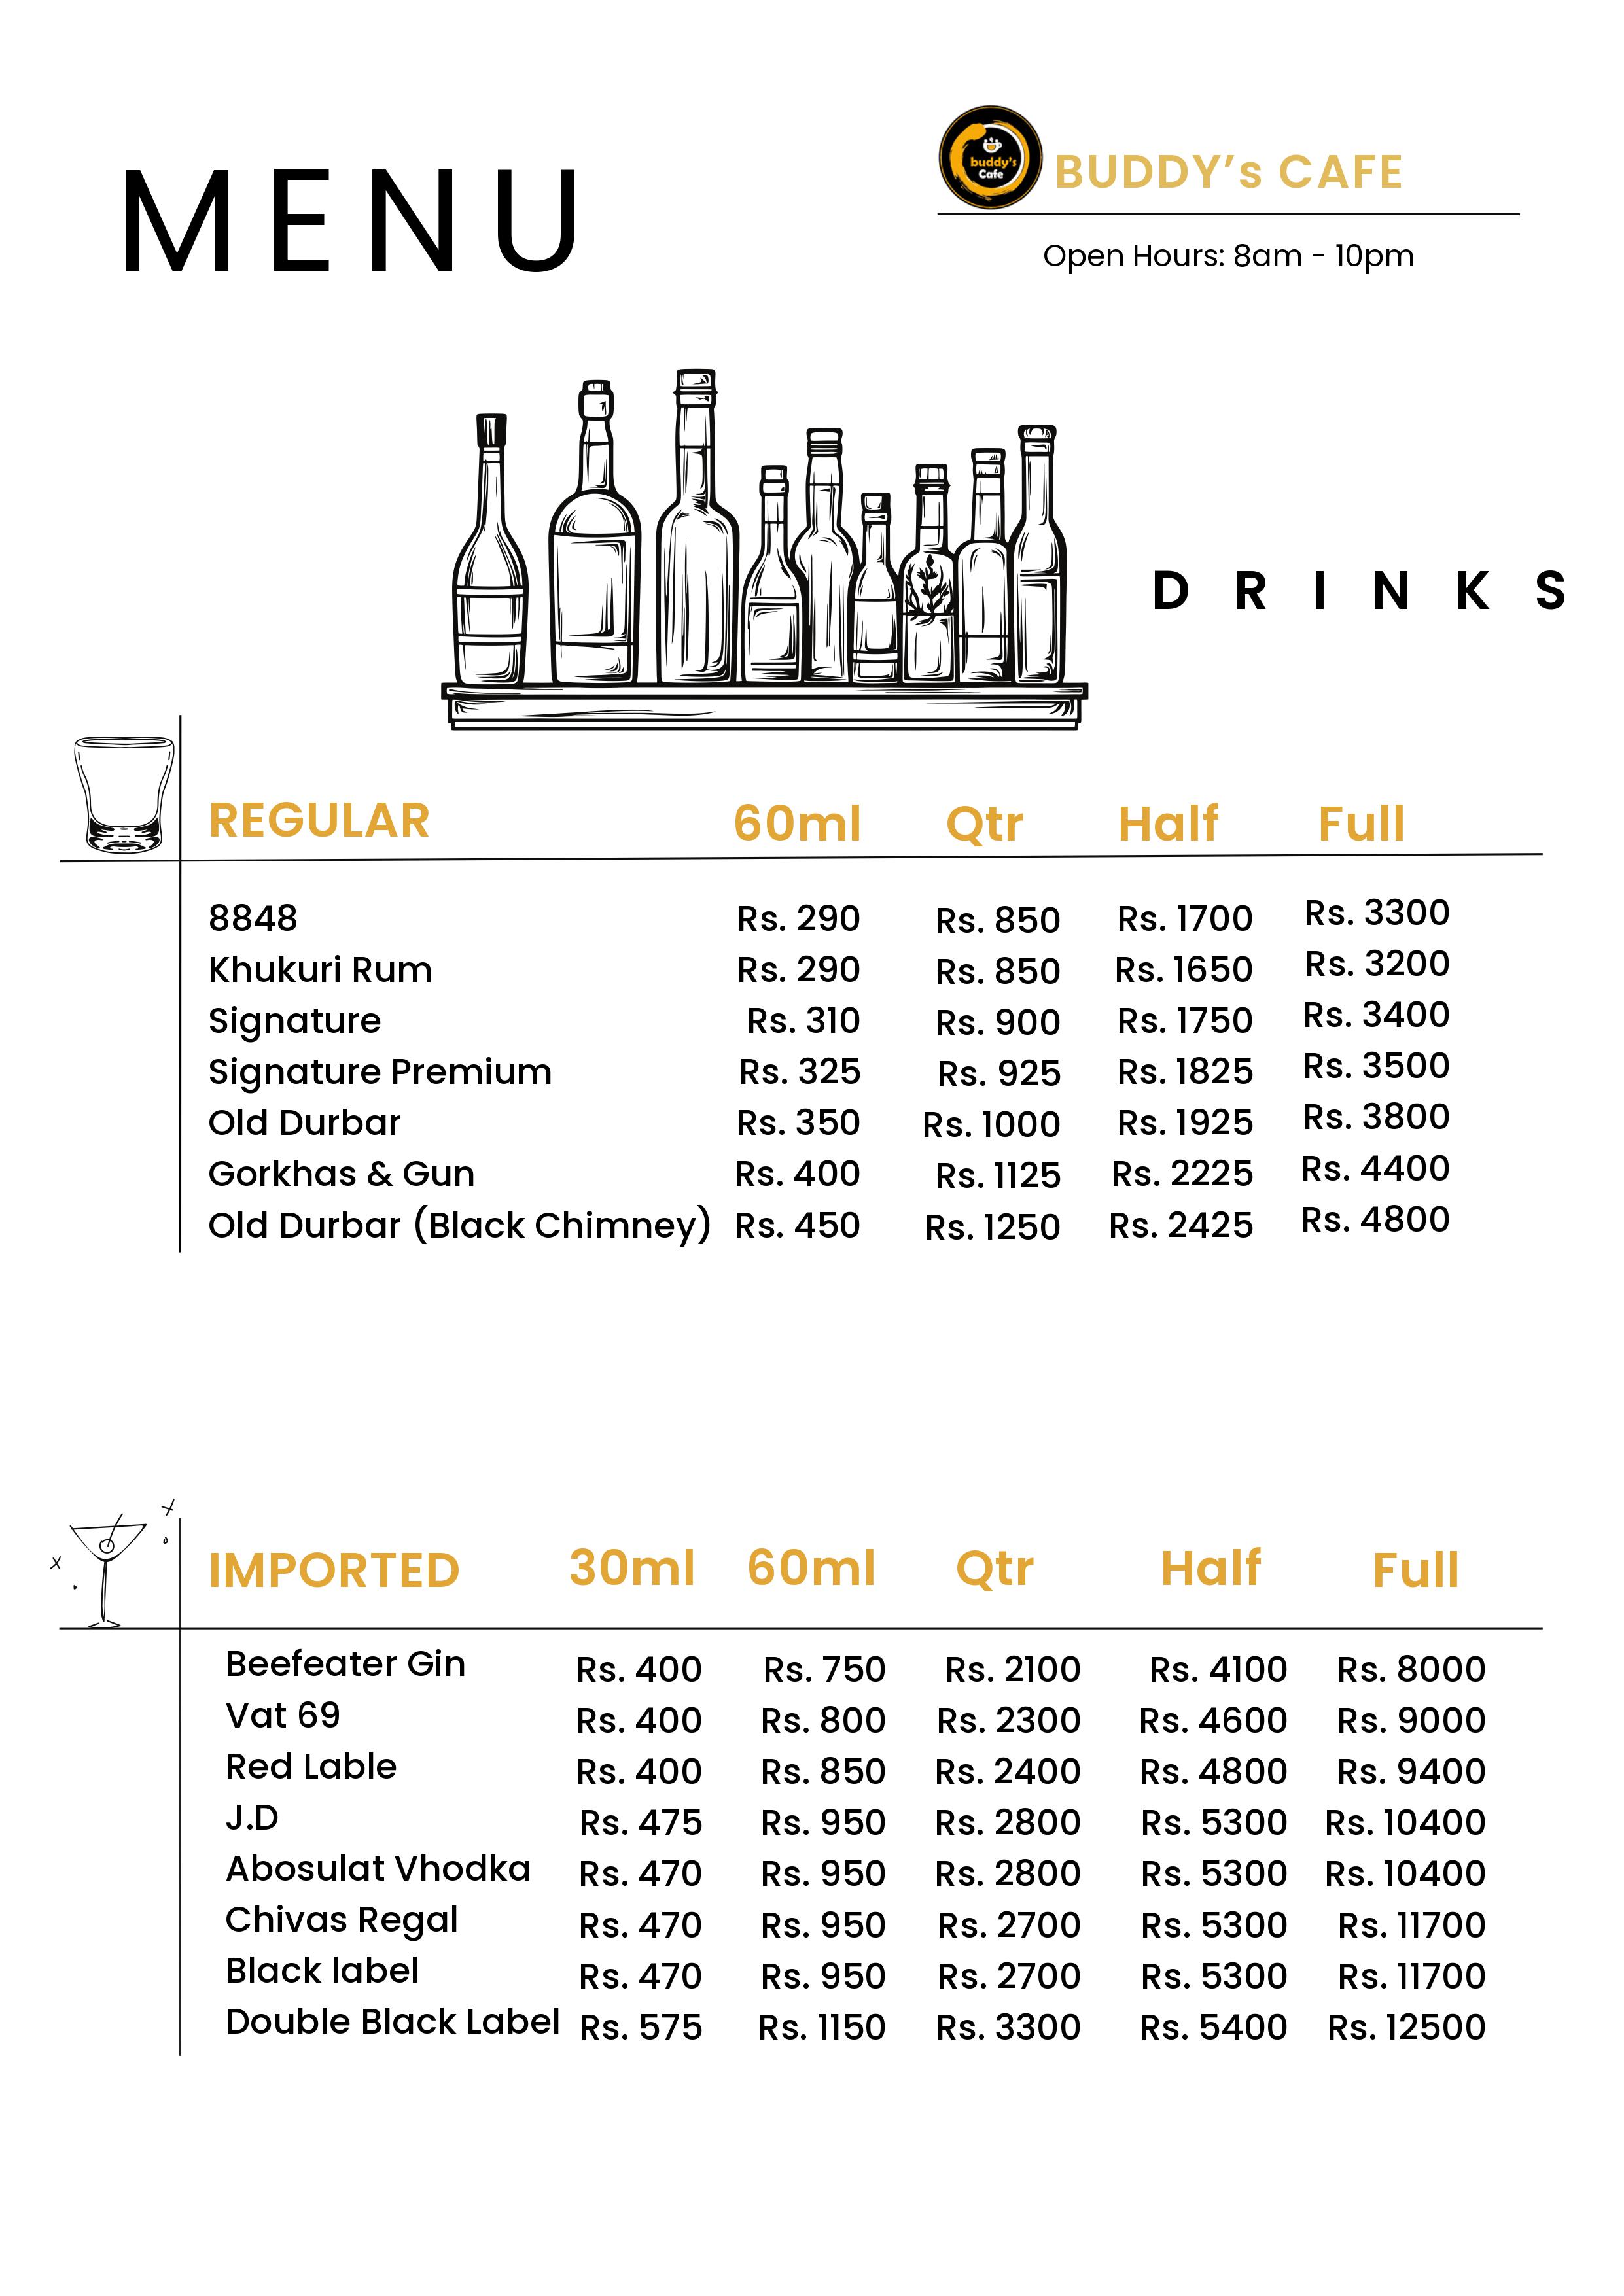 MENU
buddy's
Cafe
BUDDY's CAFE
Open Hours: 8am - 10pm
DRINKS
REGULAR 60ml Qtr Half Full
8848 Rs. 290 Rs. 850 Rs. 1700 Rs. 3300
Khukuri Rum Rs. 290 Rs. 850 Rs. 1650 Rs. 3200
Signature Rs. 310 Rs. 900 Rs. 1750 Rs. 3400
Signature Premium Rs. 325 Rs. 925 Rs. 1825 Rs. 3500
Old Durbar Rs. 350 Rs. 1000 Rs. 1925 Rs. 3800
Gorkhas & Gun Rs. 400 Rs. 1125 Rs. 2225 Rs. 4400
Old Durbar (Black Chimney) Rs. 450 Rs. 1250 Rs. 2425 Rs. 4800
IMPORTED 30ml 60ml Qtr Half Full
Beefeater Gin Rs. 400 Rs. 750 Rs. 2100 Rs. 4100 Rs. 8000
Vat 69 Rs. 400 Rs. 800 Rs. 2300 Rs. 4600 Rs. 9000
Red Lable Rs. 400 Rs. 850 Rs. 2400 Rs. 4800 Rs. 9400
J.D Rs. 475 Rs. 950 Rs. 2800 Rs. 5300 Rs. 10400
Abosulat Vhodka Rs. 470 Rs. 950 Rs. 2800 Rs. 5300 Rs. 10400
Chivas Regal Rs. 470 Rs. 950 Rs. 2700 Rs. 5300 Rs. 11700
Black label Rs. 470 Rs. 950 Rs. 2700 Rs. 5300 Rs. 11700
Double Black Label Rs. 575 Rs. 1150 Rs. 3300 Rs. 5400 Rs. 12500